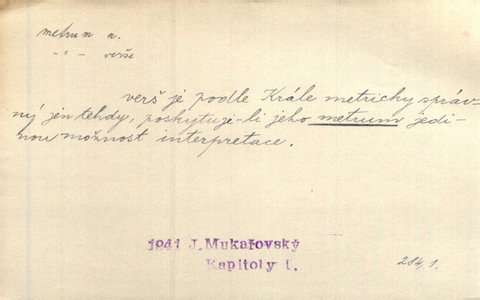 metrum n.
-"- verše
verš je podle Krále metricky správ-
ný jen tehdy, poskytuje-li jeho metrum jedi-
nou možnost interpretace.
1941 J. Mukařovský
Kapitoly I.
284,1.